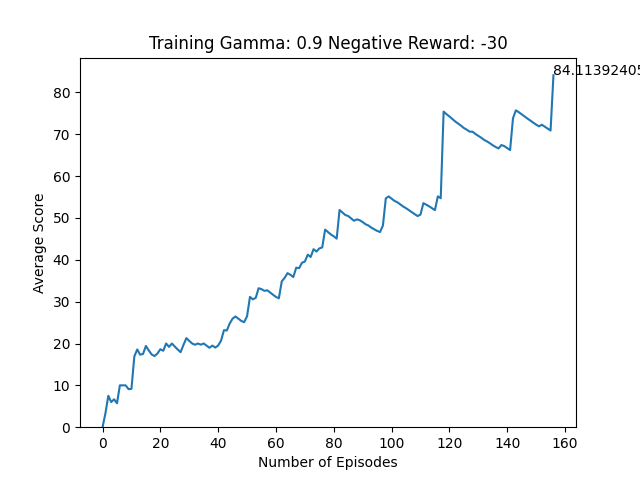 Training Gamma: 0.9 Negative Reward: -30
84.11392405
80
70
60
50
40
30
20
10
0
Average Score
0 20 40 60 80 100 120 140 160
Number of Episodes